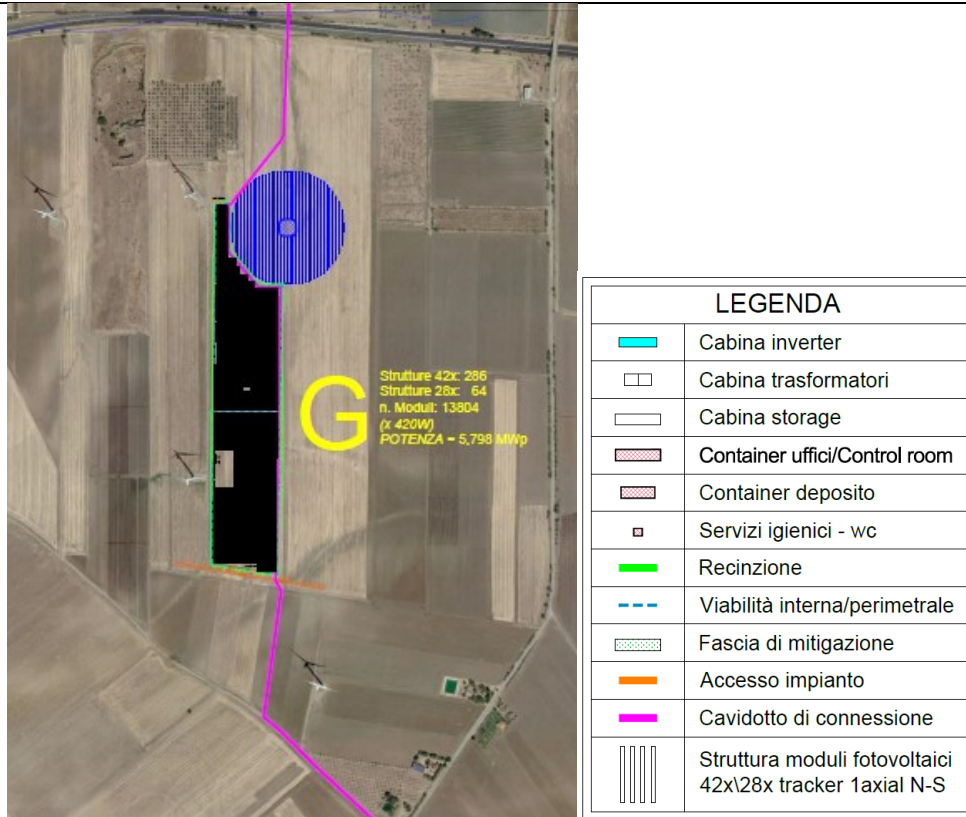 G
Strutture 42x: 286
Strutture 28x: 64
n. Moduli: 13804
(x 420W)
POTENZA = 5,798 MWp
LEGENDA
Cabina inverter
Cabina trasformatori
Cabina storage
Container uffici/Control room
Container deposito
Servizi igienici - wc
Recinzione
Viabilità interna/perimetrale
Fascia di mitigazione
Accesso impianto
Cavidotto di connessione
Struttura moduli fotovoltaici
42x\28x tracker 1axial N-S